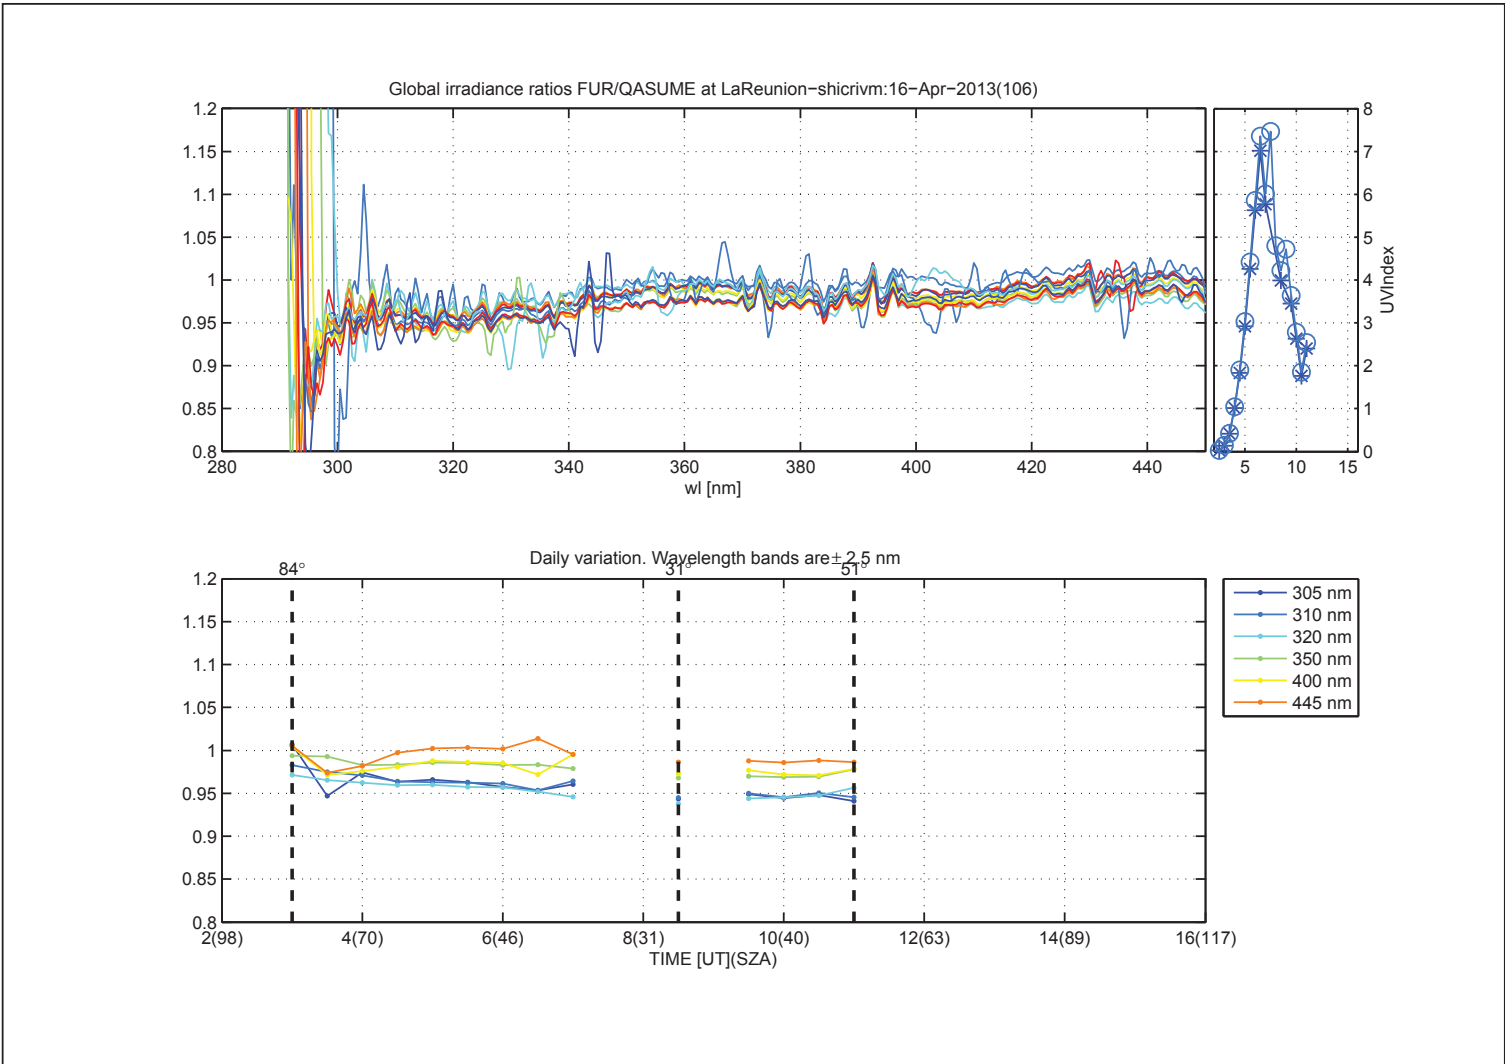 Global irradiance ratios FUR/QASUME at LaReunion−shicrivm:16−Apr−2013(106)
1.2
1.15
1.1
1.05
1
0.95
0.9
0.85
0.8
280 300 320 340 360 380 400 420 440
wl [nm]
8
7
6
5
4
3
2
1
0
UVIndex
5 10 15
Daily variation. Wavelength bands are± 2.5 nm
84° 31° 51°
1.2
1.15
1.1
1.05
1
0.95
0.9
0.85
0.8
2(98) 4(70) 6(46) 8(31) 10(40) 12(63) 14(89) 16(117)
TIME [UT](SZA)
305 nm
310 nm
320 nm
350 nm
400 nm
445 nm